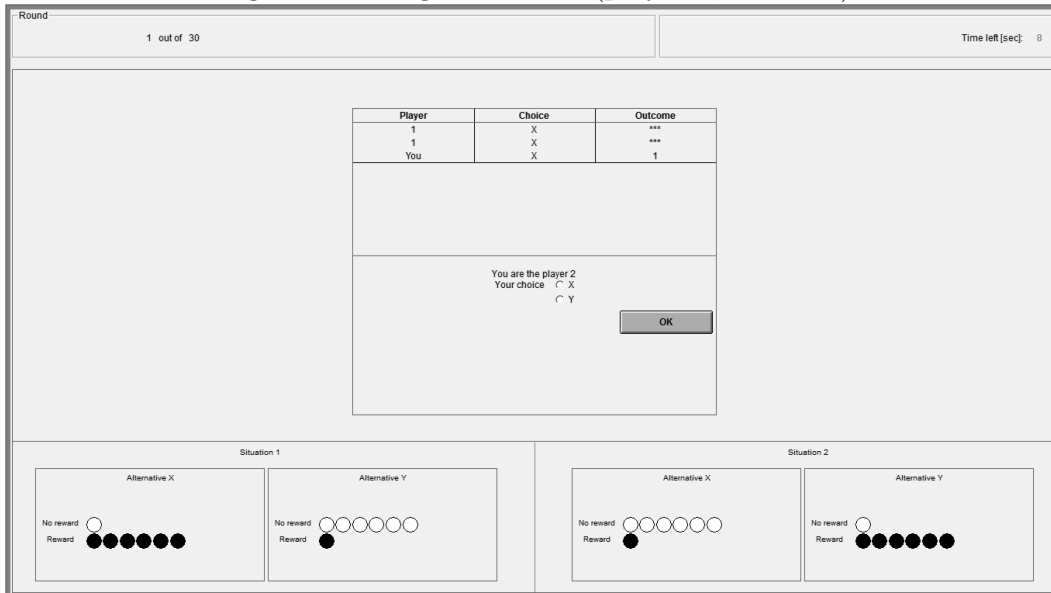 Round
1 out of 30
Time left [sec]: 8
Player Choice Outcome
1 X ***
1 X ***
You X 1
You are the player 2
Your choice X
Y
OK
Situation 1
Situation 2
Alternative X
Alternative Y
Alternative X
Alternative Y
No reward
No reward
No reward
No reward
Reward
Reward
Reward
Reward